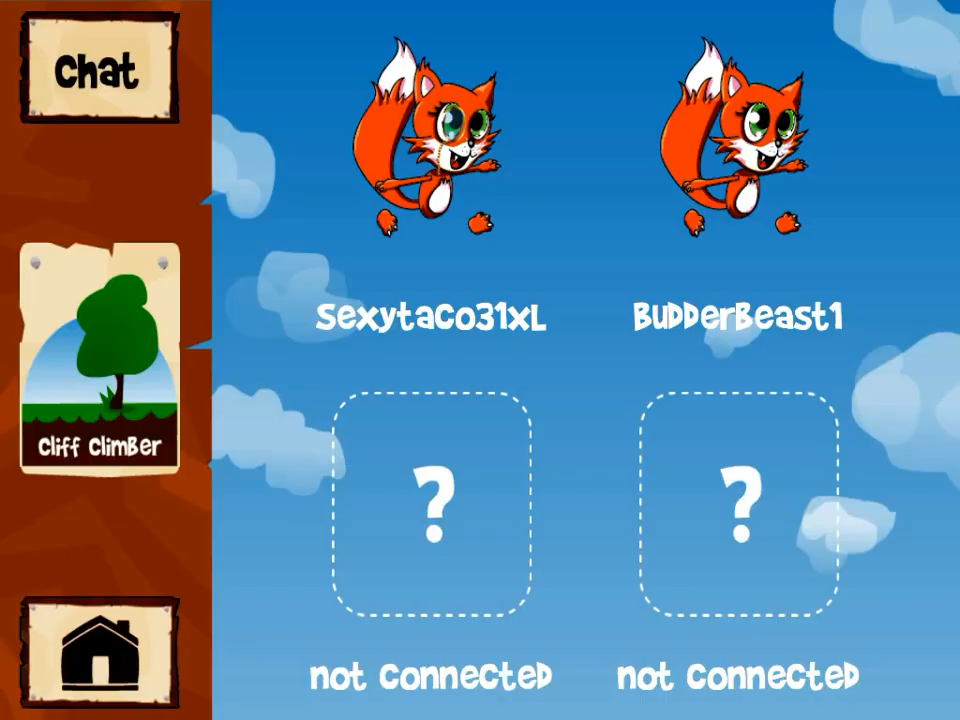 Chat
Cliff Climber
Sexytaco31xL
BudderBeast1
?
?
not connected
not connected